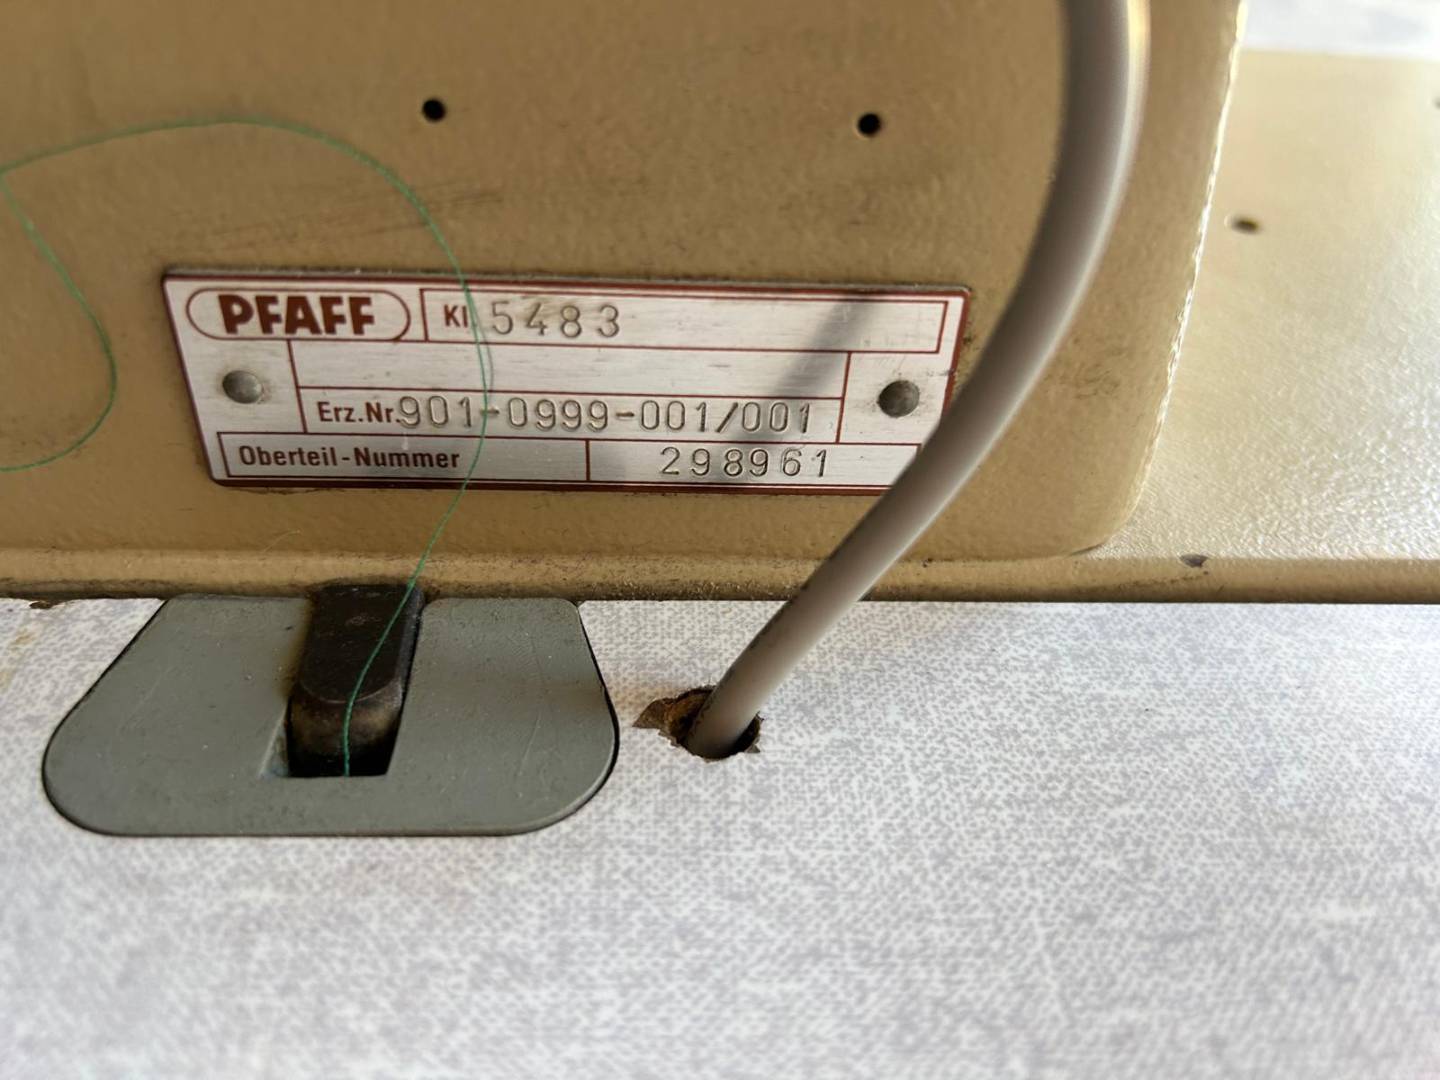 PFAFF Kl. 5483
Erz.Nr. 901-0999-001/001
Oberteil-Nummer 298961